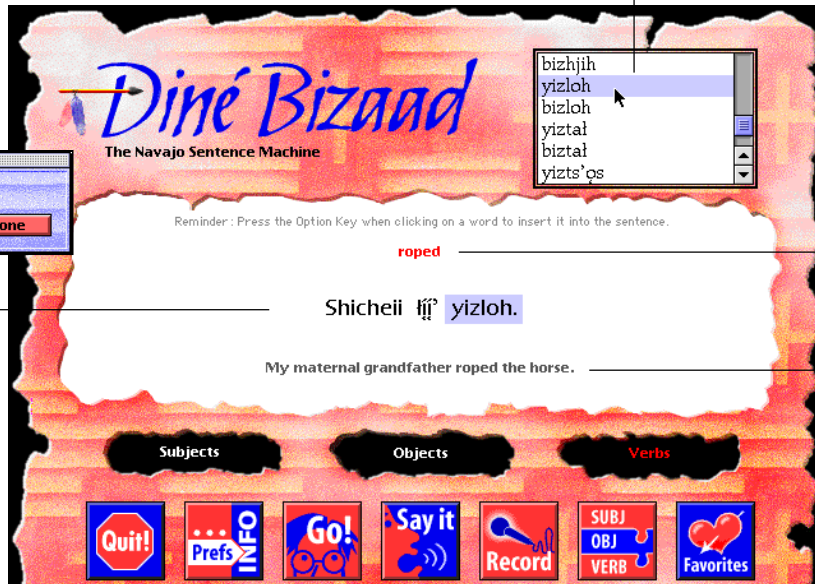 Diné Bizaad
The Navajo Sentence Machine
bizhjih
yizloh
bizloh
yiztał
biztał
yizts'ǫs
one
Reminder: Press the Option Key when clicking on a word to insert it into the sentence.
roped
Shicheii łį́į́' yizloh.
My maternal grandfather roped the horse.
Subjects
Objects
Verbs
Quit!
Prefs
INFO
Go!
Say it
Record
SUBJ
OBJ
VERB
Favorites